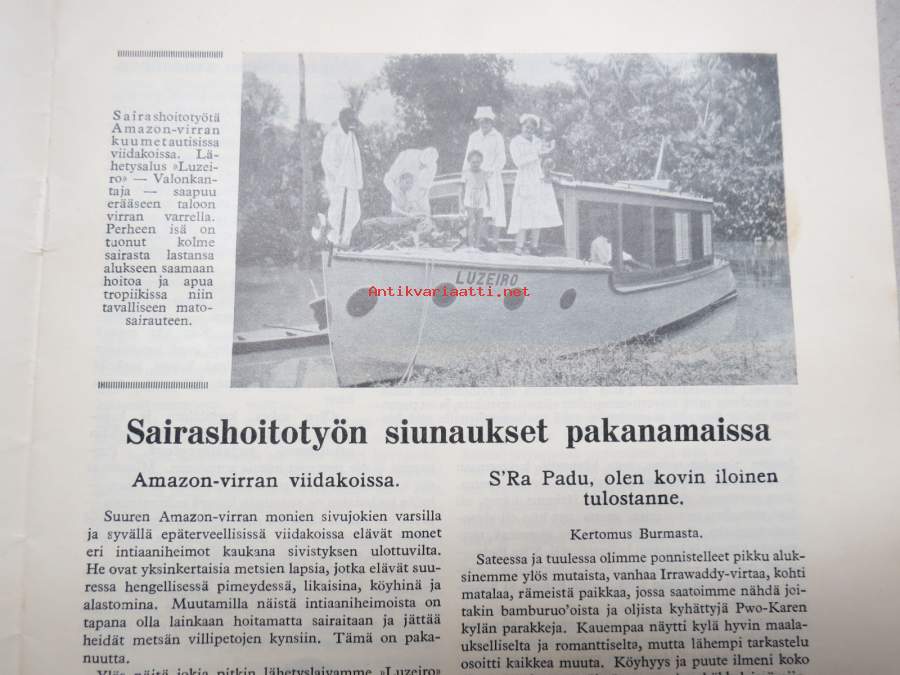 Sairashoitotyötä
Amazon-virran
kuumetautisissa
viidakoissa. Lä-
hetysalus »Luzei-
ro» — Valonkan-
taja — saapuu
erääseen taloon
virran varrella.
Perheen isä on
tuonut kolme
sairasta lastansa
alukseen saamaan
hoitoa ja apua
tropiikissa niin
tavalliseen mato-
sairauteen.
LUZEIRO
Antikvariaatti.net
Sairashoitotyön siunaukset pakanamaissa
Amazon-virran viidakoissa.
Suuren Amazon-virran monien sivujokien varsilla
ja syvällä epäterveellisissä viidakoissa elävät monet
eri intiaaniheimot kaukana sivistyksen ulottuvilta.
He ovat yksinkertaisia metsien lapsia, jotka elävät suu-
ressa hengellisessä pimeydessä, likaisina, köyhinä ja
alastomina. Muutamilla näistä intiaaniheimoista on
tapana olla lainkaan hoitamatta sairaitaan ja jättää
heidät metsän villipetojen kynsiin. Tämä on paka-
nuutta.
Ylös näitä jokia pitkin lähetyslaivamme »Luzeiro»
S'Ra Padu, olen kovin iloinen
tulostanne.
Kertomus Burmasta.
Sateessa ja tuulessa olimme ponnistelleet pikku aluk-
sinemme ylös mutaista, vanhaa Irrawaddy-virtaa, kohti
matalaa, rämeistä paikkaa, jossa saatoimme nähdä joi-
takin bamburuo'oista ja oljista kyhättyjä Pwo-Karen
kylän parakkeja. Kauempaa näytti kylä hyvin maala-
ukselliselta ja romanttiselta, mutta lähempi tarkastelu
osoitti kaikkea muuta. Köyhyys ja puute ilmeni koko